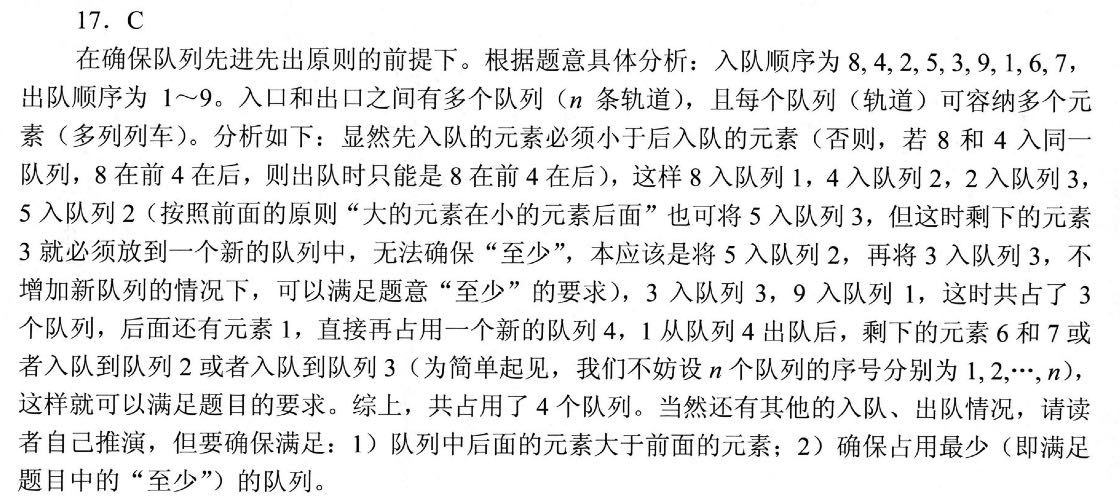 17. C
在确保队列先进先出原则的前提下。根据题意具体分析：入队顺序为 8, 4, 2, 5, 3, 9, 1, 6, 7，
出队顺序为 1～9。入口和出口之间有多个队列（n 条轨道），且每个队列（轨道）可容纳多个元
素（多列列车）。分析如下：显然先入队的元素必须小于后入队的元素（否则，若 8 和 4 入同一
队列，8 在前 4 在后，则出队时只能是 8 在前 4 在后），这样 8 入队列 1，4 入队列 2，2 入队列 3，
5 入队列 2（按照前面的原则“大的元素在小的元素后面”也可将 5 入队列 3，但这时剩下的元素
3 就必须放到一个新的队列中，无法确保“至少”，本应该是将 5 入队列 2，再将 3 入队列 3，不
增加新队列的情况下，可以满足题意“至少”的要求），3 入队列 3，9 入队列 1，这时共占了 3
个队列，后面还有元素 1，直接再占用一个新的队列 4，1 从队列 4 出队后，剩下的元素 6 和 7 或
者入队到队列 2 或者入队到队列 3（为简单起见，我们不妨设 n 个队列的序号分别为 1, 2,…, n），
这样就可以满足题目的要求。综上，共占用了 4 个队列。当然还有其他的入队、出队情况，请读
者自己推演，但要确保满足：1）队列中后面的元素大于前面的元素；2）确保占用最少（即满足
题目中的“至少”）的队列。